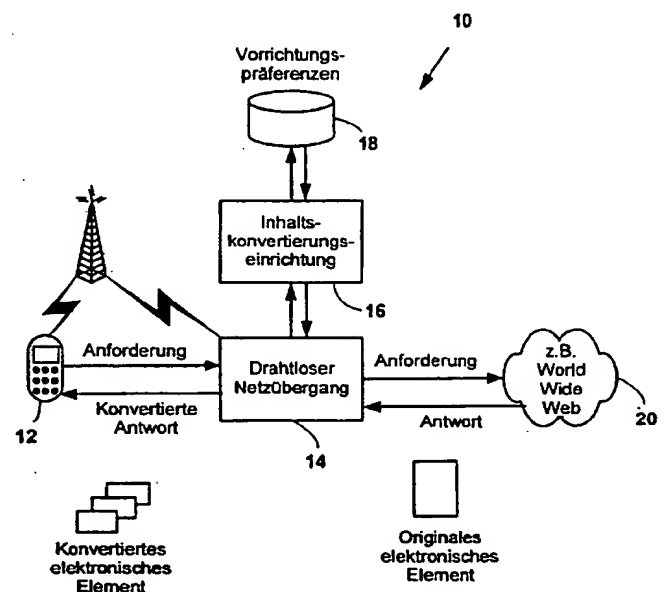 10
Vorrichtungs-
präferenzen
18
Inhalts-
konvertierungs-
einrichtung
16
Anforderung
Drahtloser
Netzübergang
Anforderung
z.B.
World
Wide
Web
12
Konvertierte
Antwort
14
Antwort
20
Konvertiertes
elektronisches
Element
Originales
elektronisches
Element